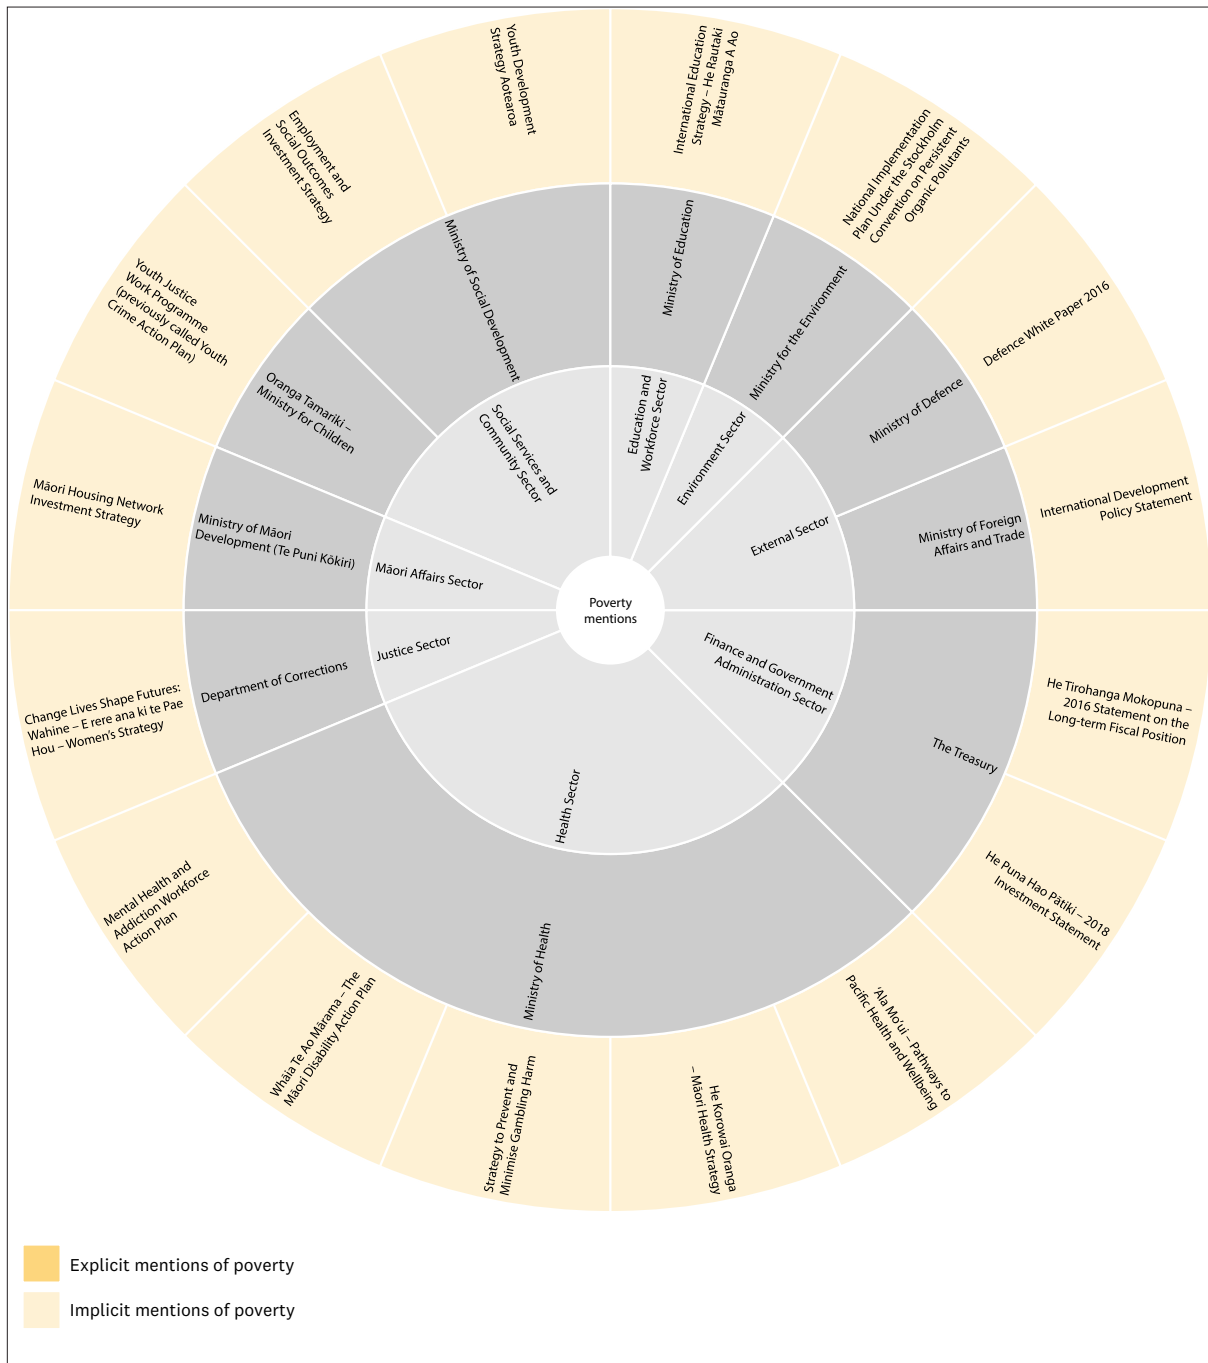 Youth Development
Strategy Aotearoa
International Education
Strategy – He Rautaki
Mātauranga A Ao
National Implementation
Plan Under the Stockholm
Convention on Persistent
Organic Pollutants
Defence White Paper 2016
International Development
Policy Statement
He Tirohanga Mokopuna –
2016 Statement on the
Long-term Fiscal Position
He Puna Hao Pātiki – 2018
Investment Statement
‘Ala Mo‘ui – Pathways to
Pacific Health and Wellbeing
He Korowai Oranga
– Māori Health Strategy
Strategy to Prevent and
Minimise Gambling Harm
Whāia Te Ao Mārama – The
Māori Disability Action Plan
Mental Health and
Addiction Workforce
Action Plan
Change Lives Shape Futures:
Wahine – E rere ana ki te Pae
Hou – Women’s Strategy
Māori Housing Network
Investment Strategy
Youth Justice
Work Programme
(previously called Youth
Crime Action Plan)
Employment and
Social Outcomes
Investment Strategy
Ministry of Social Development
Ministry of Education
Ministry for the Environment
Ministry of Defence
Ministry of Foreign
Affairs and Trade
The Treasury
Ministry of Health
Department of Corrections
Ministry of Māori
Development (Te Puni Kōkiri)
Oranga Tamariki –
Ministry for Children
Social Services and
Community Sector
Education and
Workforce Sector
Environment Sector
External Sector
Finance and Government
Administration Sector
Health Sector
Justice Sector
Māori Affairs Sector
Poverty
mentions
Explicit mentions of poverty
Implicit mentions of poverty